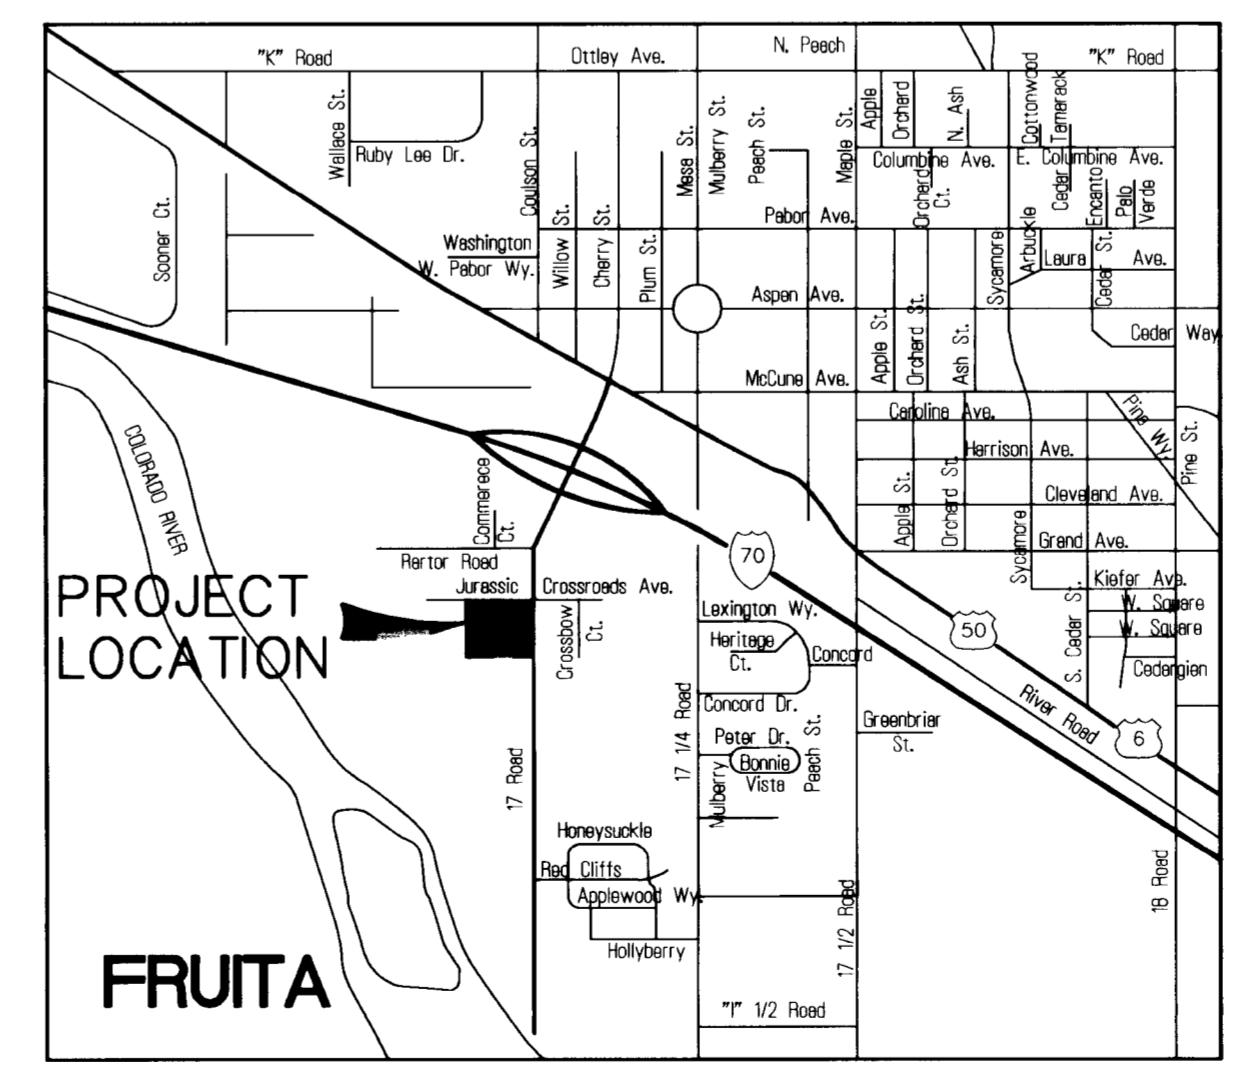 "K" Road
Ottley Ave.
N. Peach
"K" Road
Wallace St.
Ruby Lee Dr.
Coulson St.
Mesa St.
Mulberry St.
Peach St.
Maple St.
Apple
Orchard
N. Ash
Cottonwood
Tamarack
Columbine Ave.
E. Columbine Ave.
Orchard Ct.
Cedar
Encanto
Palo Verde
Sooner Ct.
Washington
W. Pabor Wy.
Willow St.
Cherry St.
Plum St.
Pabor Ave.
Sycamore
Arbuckle
Laura Ave.
Cedar St.
Aspen Ave.
Apple St.
Orchard St.
Ash St.
Cedar Way
McCune Ave.
Carolina Ave.
Pine Wy.
Pine St.
Harrison Ave.
COLORADO RIVER
Commerece Ct.
Apple St.
Orchard St.
Cleveland Ave.
Sycamore
Grand Ave.
70
Raptor Road
Jurassic
Crossroads Ave.
Kiefer Ave.
PROJECT
LOCATION
Crossbow Ct.
Lexington Wy.
Heritage Ct.
Concord
50
S. Cedar St.
W. Square
W. Square
Cedarglen
Concord Dr.
River Road
6
17 Road
17 1/4 Road
Peter Dr.
Bonnie
Vista
Mulberry
Peach St.
Greenbriar
St.
Honeysuckle
Red Cliffs
Applewood Wy.
Hollyberry
17 1/2 Road
18 Road
FRUITA
"I" 1/2 Road